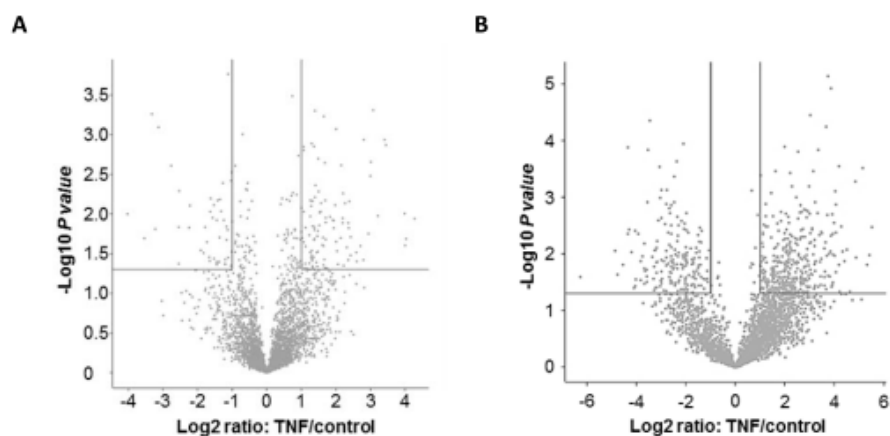 A
B
-Log10 P value
3.5
3.0
2.5
2.0
1.5
1.0
0.5
0
-4 -3 -2 -1 0 1 2 3 4
Log2 ratio: TNF/control
-Log10 P value
5
4
3
2
1
0
-6 -4 -2 0 2 4 6
Log2 ratio: TNF/control